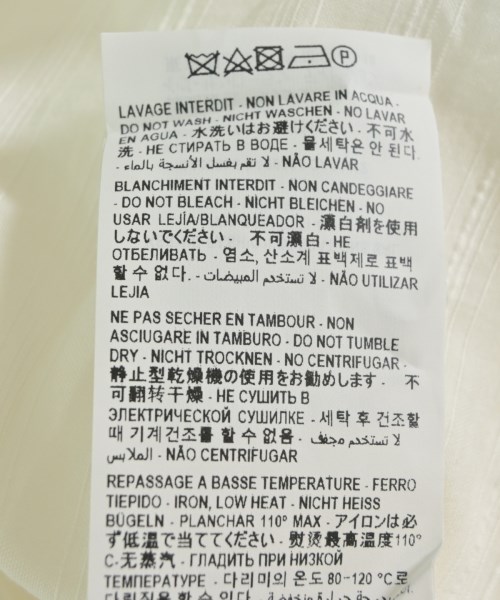 P
LAVAGE INTERDIT - NON LAVARE IN ACQUA -
DO NOT WASH - NICHT WASCHEN - NO LAVAR
EN AGUA - 水洗いはお避けください - 不可水
洗 - НЕ СТИРАТЬ В ВОДЕ - 물세탁은 안 된다
- لا تقم بغسل الأنسجة بالماء - NÃO LAVAR
BLANCHIMENT INTERDIT - NON CANDEGGIARE
- DO NOT BLEACH - NICHT BLEICHEN - NO
USAR LEJÍA/BLANQUEADOR - 漂白剤を使用
しないでください - 不可漂白 - НЕ
ОТБЕЛИВАТЬ - 염소, 산소계 표백제로 표백
할 수 없다. - لا تستخدم المبيضات - NÃO UTILIZAR
LEJIA
NE PAS SECHER EN TAMBOUR - NON
ASCIUGARE IN TAMBURO - DO NOT TUMBLE
DRY - NICHT TROCKNEN - NO CENTRIFUGAR -
静止型乾燥機の使用をお勧めします - 不
可翻转干燥 - НЕ СУШИТЬ В
ЭЛЕКТРИЧЕСКОЙ СУШИЛКЕ - 세탁 후 건조할
때 기계건조를 할 수 없음 - لا تستخدم مجفف
الملابس - NÃO CENTRIFUGAR
REPASSAGE A BASSE TEMPERATURE - FERRO
TIEPIDO - IRON, LOW HEAT - NICHT HEISS
BÜGELN - PLANCHAR 110° MAX - アイロンは必
ず低温で当ててください - 熨烫最高温度110°
C-无蒸汽 - ГЛАДИТЬ ПРИ НИЗКОЙ
ТЕМПЕРАТУРЕ - 다리미의 온도 80-120 °C로
다림질을 할 수 있다.